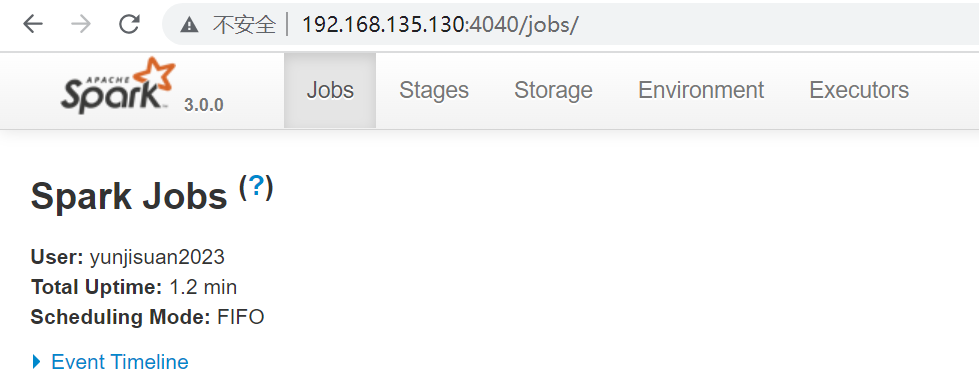 不安全 192.168.135.130:4040/jobs/
APACHE
Spark 3.0.0 Jobs Stages Storage Environment Executors
Spark Jobs (?)
User: yunjisuan2023
Total Uptime: 1.2 min
Scheduling Mode: FIFO
Event Timeline